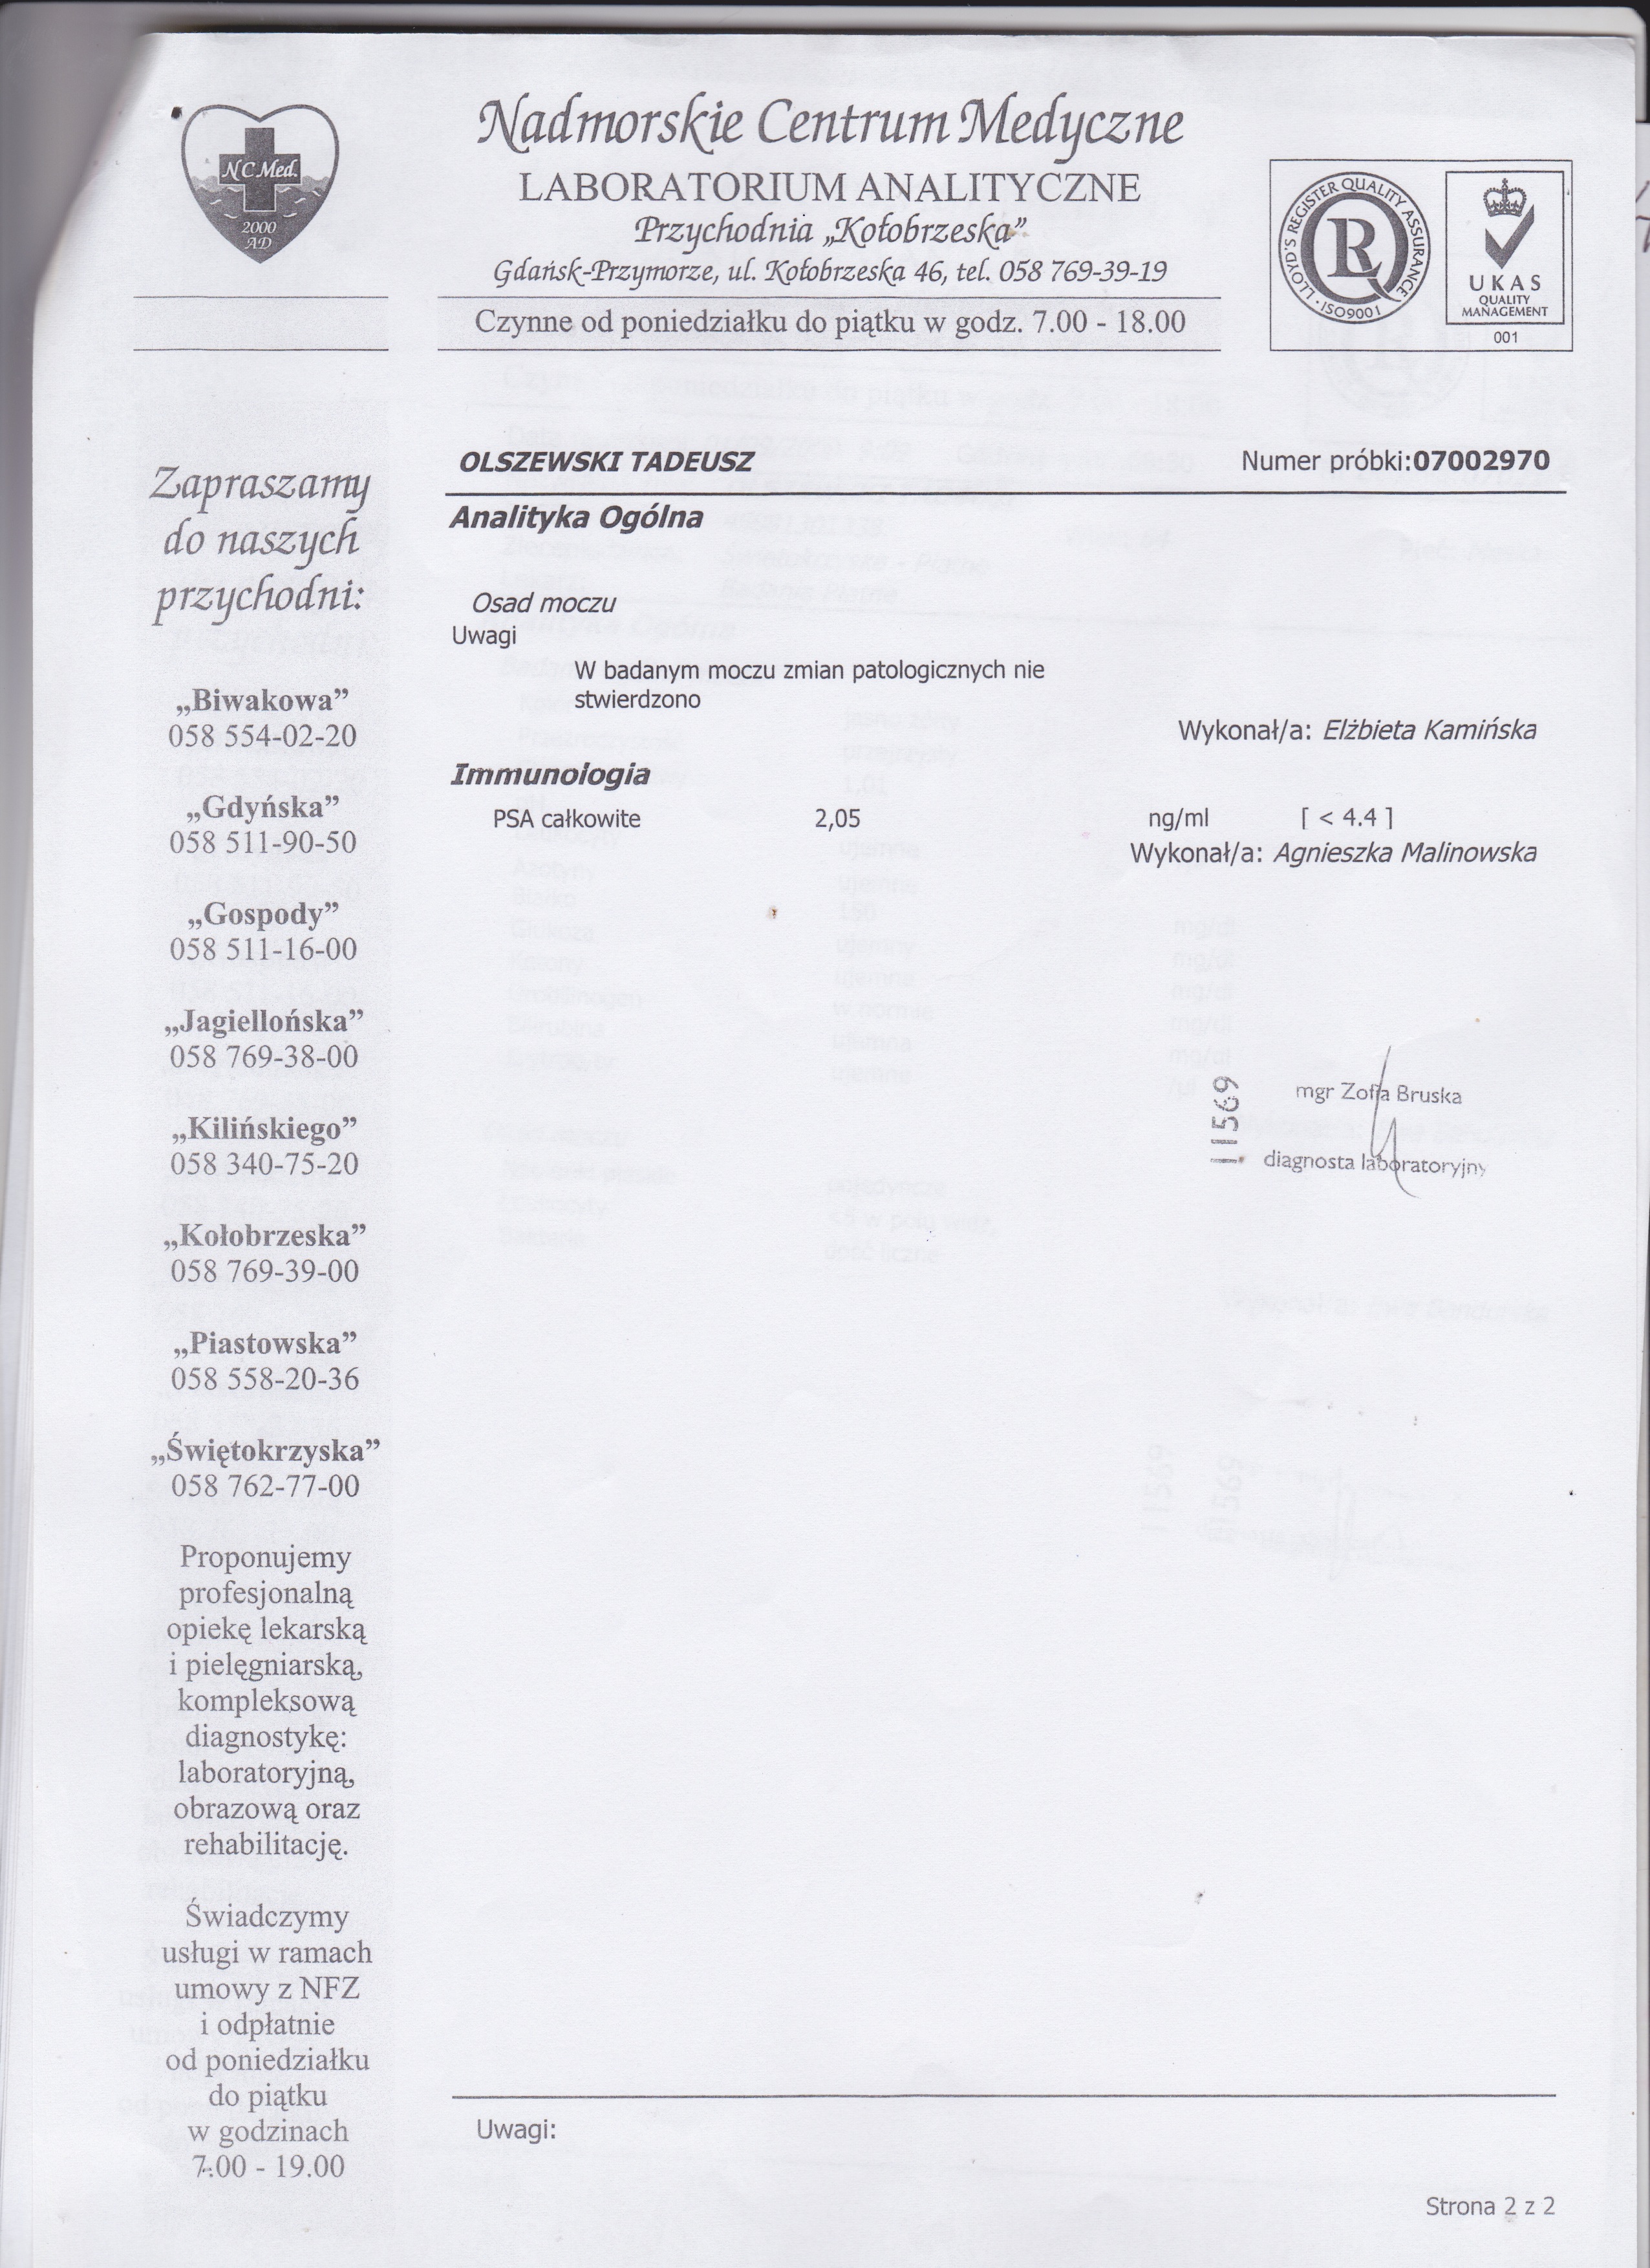 N C Med.
2000
AD
Nadmorskie Centrum Medyczne
LABORATORIUM ANALITYCZNE
Przychodnia „Kołobrzeska”
Gdańsk-Przymorze, ul. Kołobrzeska 46, tel. 058 769-39-19
Czynne od poniedziałku do piątku w godz. 7.00 - 18.00
LLOYD'S REGISTER QUALITY ASSURANCE
LRQ
ISO9001
UKAS
QUALITY
MANAGEMENT
001
Zapraszamy
do naszych
przychodni:
„Biwakowa”
058 554-02-20
„Gdyńska”
058 511-90-50
„Gospody”
058 511-16-00
„Jagiellońska”
058 769-38-00
„Kilińskiego”
058 340-75-20
„Kołobrzeska”
058 769-39-00
„Piastowska”
058 558-20-36
„Świętokrzyska”
058 762-77-00
Proponujemy
profesjonalną
opiekę lekarską
i pielęgniarską,
kompleksową
diagnostykę:
laboratoryjną,
obrazową oraz
rehabilitację.
Świadczymy
usługi w ramach
umowy z NFZ
i odpłatnie
od poniedziałku
do piątku
w godzinach
7.00 - 19.00
OLSZEWSKI TADEUSZ Numer próbki:07002970
Analityka Ogólna
Osad moczu
Uwagi
W badanym moczu zmian patologicznych nie
stwierdzono
Wykonał/a: Elżbieta Kamińska
Immunologia
PSA całkowite 2,05 ng/ml [ < 4.4 ]
Wykonał/a: Agnieszka Malinowska
11569
mgr Zofia Bruska
diagnosta laboratoryjny
Uwagi:
Strona 2 z 2